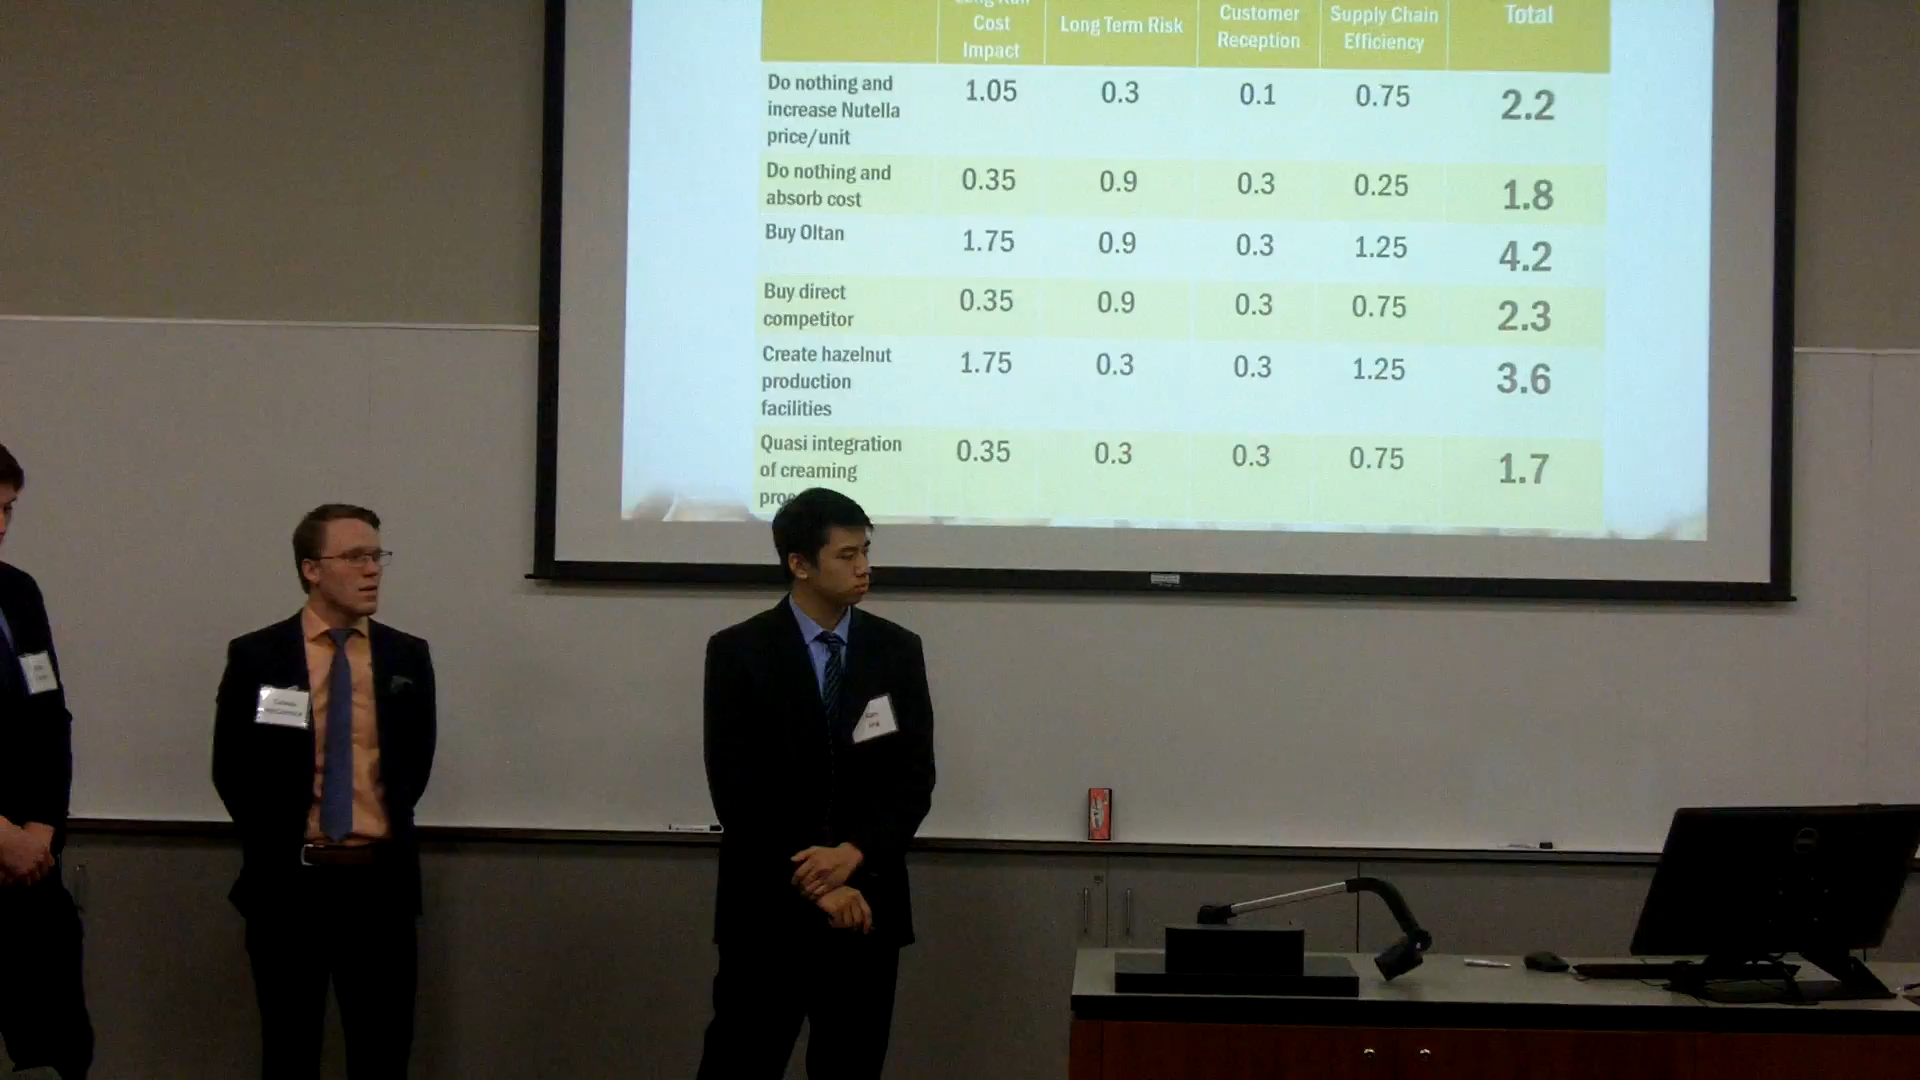 Long Run
Cost
Impact
Long Term Risk
Customer
Reception
Supply Chain
Efficiency
Total
Do nothing and
increase Nutella
price/unit
1.05
0.3
0.1
0.75
2.2
Do nothing and
absorb cost
0.35
0.9
0.3
0.25
1.8
Buy Oltan
1.75
0.9
0.3
1.25
4.2
Buy direct
competitor
0.35
0.9
0.3
0.75
2.3
Create hazelnut
production
facilities
1.75
0.3
0.3
1.25
3.6
Quasi integration
of creaming
0.35
0.3
0.3
0.75
1.7